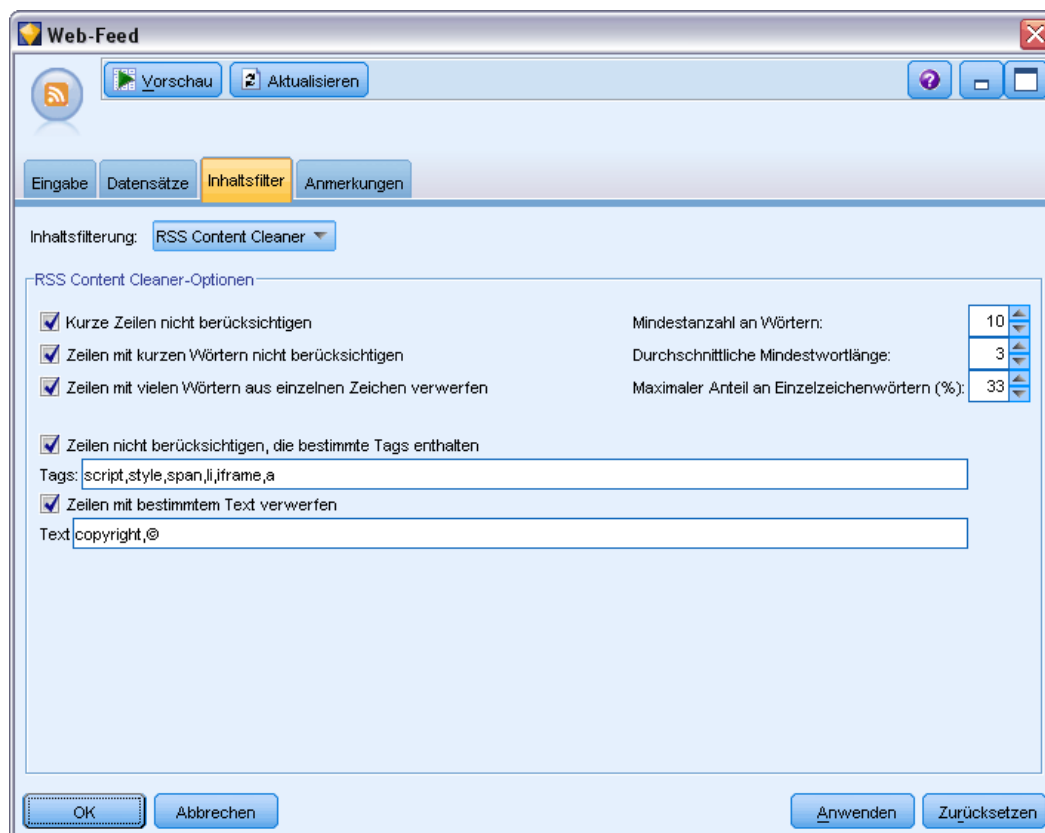 Web-Feed
Vorschau Aktualisieren ?
Eingabe Datensätze Inhaltsfilter Anmerkungen
Inhaltsfilterung: RSS Content Cleaner
RSS Content Cleaner-Optionen
Kurze Zeilen nicht berücksichtigen Mindestanzahl an Wörtern: 10
Zeilen mit kurzen Wörtern nicht berücksichtigen Durchschnittliche Mindestwortlänge: 3
Zeilen mit vielen Wörtern aus einzelnen Zeichen verwerfen Maximaler Anteil an Einzelzeichenwörtern (%): 33
Zeilen nicht berücksichtigen, die bestimmte Tags enthalten
Tags: script,style,span,li,iframe,a
Zeilen mit bestimmtem Text verwerfen
Text copyright,©
OK Abbrechen Anwenden Zurücksetzen